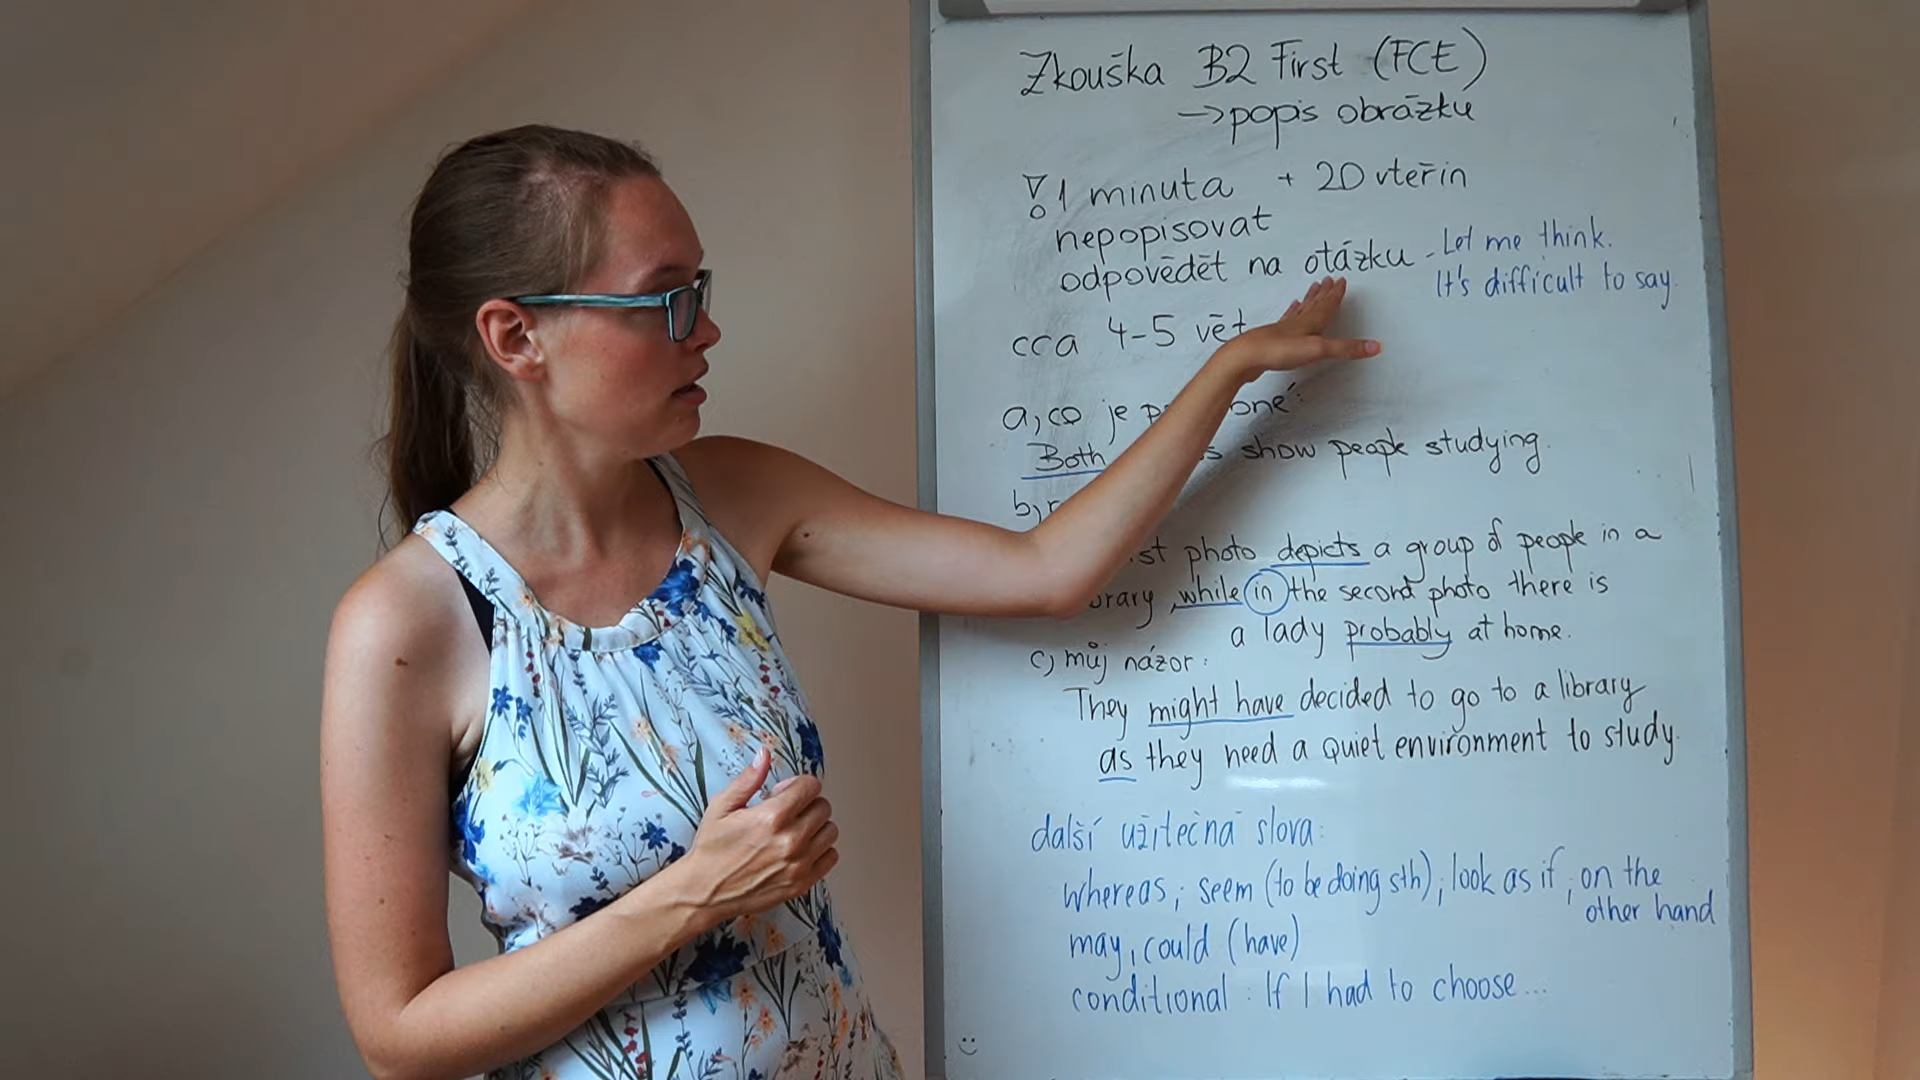 Zkouška B2 First (FCE)
→ popis obrázku
! 1 minuta + 20 vteřin
nepopisovat
odpovědět na otázku - Let me think.
It's difficult to say.
cca 4-5 vět
a, co je
Both show people studying.
b,
photo depicts a group of people in a
, while in the second photo there is
a lady probably at home.
c, můj názor:
They might have decided to go to a library
as they need a quiet environment to study.
další užitečná slova:
whereas; seem (to be doing sth), look as if, on the
other hand
may, could (have)
conditional: If I had to choose...